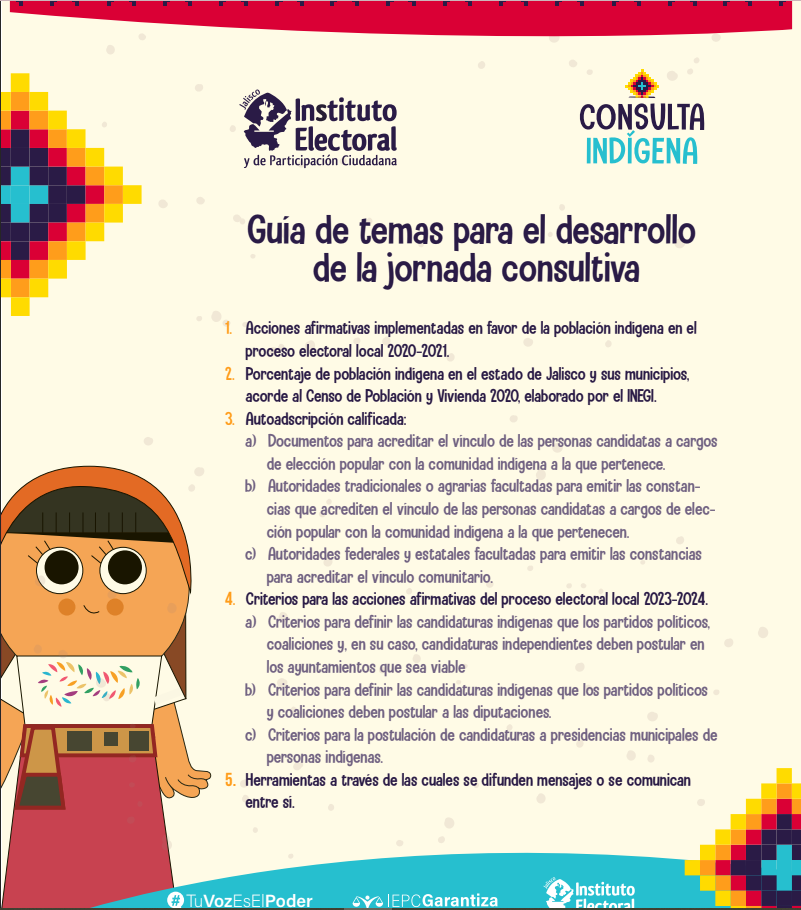 Jalisco
Instituto
Electoral
y de Participación Ciudadana
CONSULTA
INDÍGENA
Guía de temas para el desarrollo
de la jornada consultiva
1. Acciones afirmativas implementadas en favor de la población indígena en el
proceso electoral local 2020-2021.
2. Porcentaje de población indígena en el estado de Jalisco y sus municipios,
acorde al Censo de Población y Vivienda 2020, elaborado por el INEGI.
3. Autoadscripción calificada:
a) Documentos para acreditar el vínculo de las personas candidatas a cargos
de elección popular con la comunidad indígena a la que pertenece.
b) Autoridades tradicionales o agrarias facultadas para emitir las constan-
cias que acrediten el vínculo de las personas candidatas a cargos de elec-
ción popular con la comunidad indígena a la que pertenecen.
c) Autoridades federales y estatales facultadas para emitir las constancias
para acreditar el vínculo comunitario.
4. Criterios para las acciones afirmativas del proceso electoral local 2023-2024.
a) Criterios para definir las candidaturas indígenas que los partidos políticos,
coaliciones y, en su caso, candidaturas independientes deben postular en
los ayuntamientos que sea viable
b) Criterios para definir las candidaturas indígenas que los partidos políticos
y coaliciones deben postular a las diputaciones.
c) Criterios para la postulación de candidaturas a presidencias municipales de
personas indígenas.
5. Herramientas a través de las cuales se difunden mensajes o se comunican
entre sí.
#TuVozEsElPoder
IEPCGarantiza
Jalisco
Instituto
Electoral